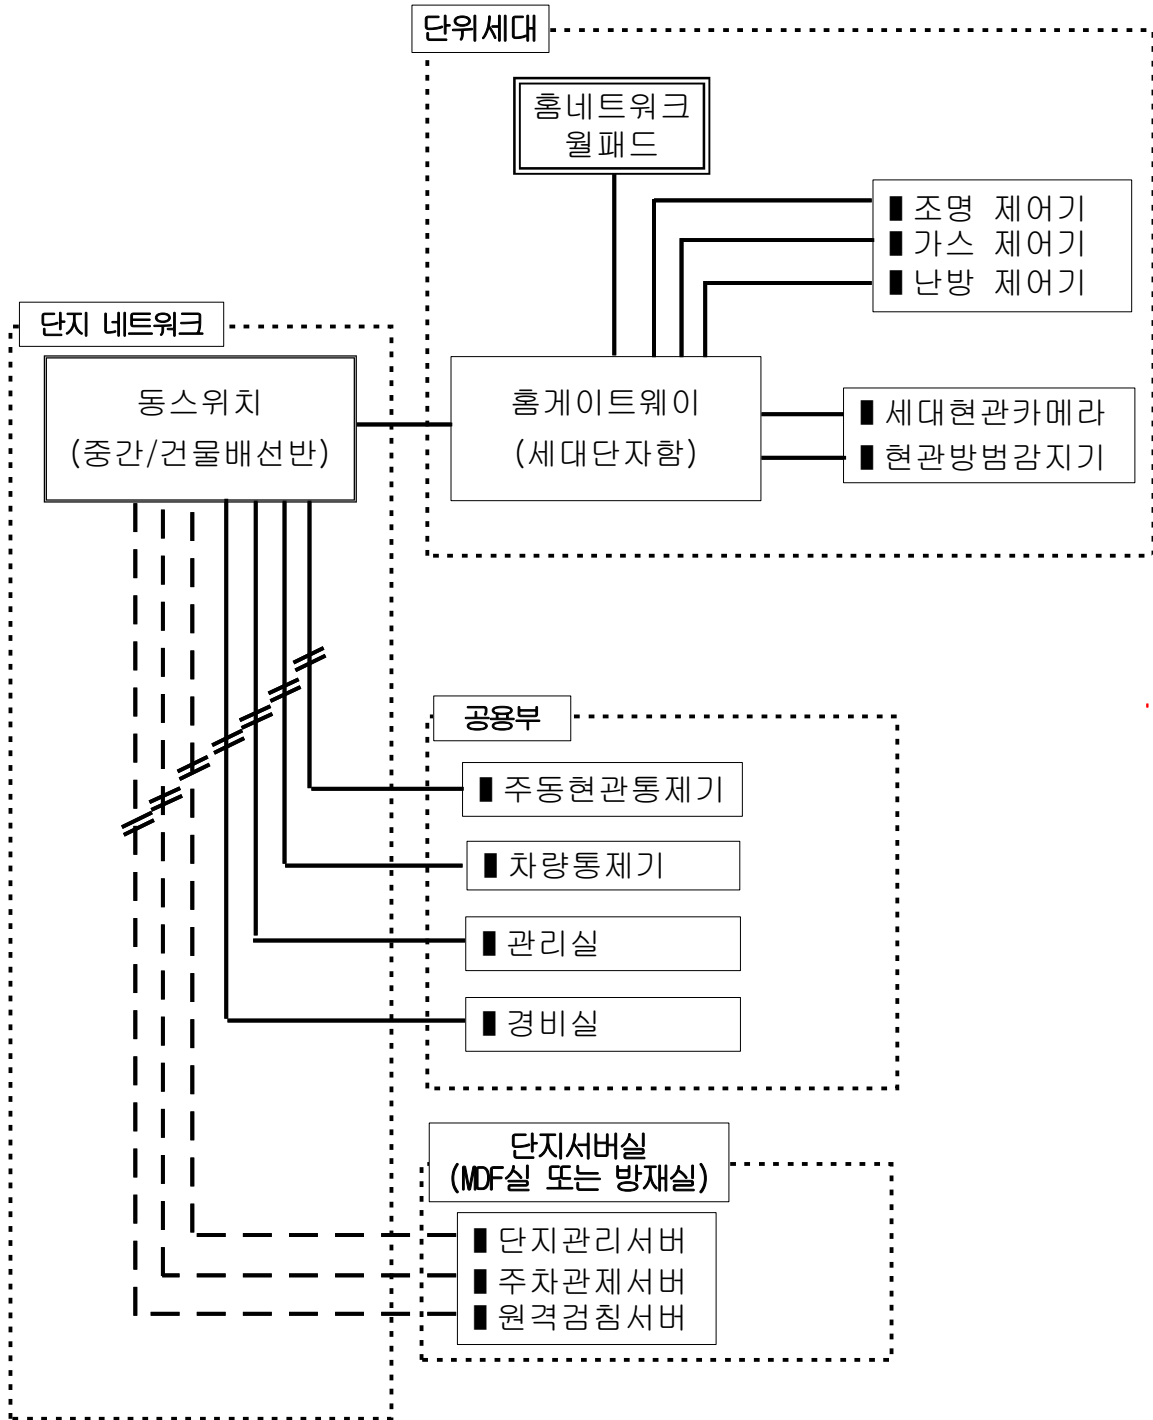 단위세대
홈네트워크
월패드
■ 조명 제어기
■ 가스 제어기
■ 난방 제어기
단지 네트워크
동스위치
(중간/건물배선반)
홈게이트웨이
(세대단자함)
■ 세대현관카메라
■ 현관방범감지기
공용부
■ 주동현관통제기
■ 차량통제기
■ 관리실
■ 경비실
단지서버실
(MDF실 또는 방재실)
■ 단지관리서버
■ 주차관제서버
■ 원격검침서버